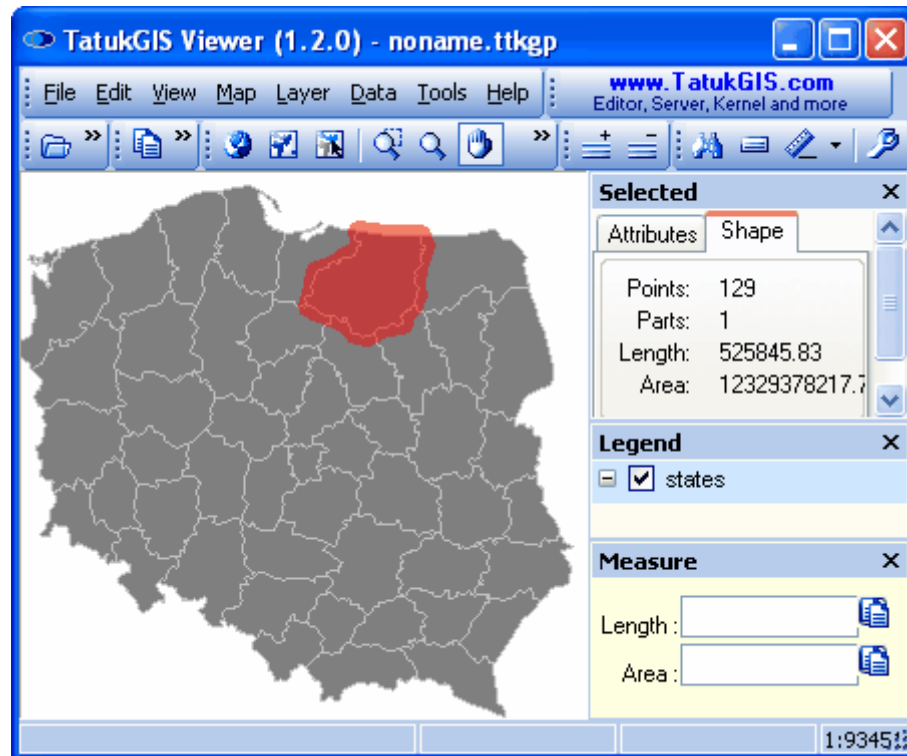 TatukGIS Viewer (1.2.0) - noname.ttkgp
File Edit View Map Layer Data Tools Help
www.TatukGIS.com
Editor, Server, Kernel and more
Selected
Attributes Shape
Points: 129
Parts: 1
Length: 525845.83
Area: 12329378217.7
Legend
states
Measure
Length :
Area :